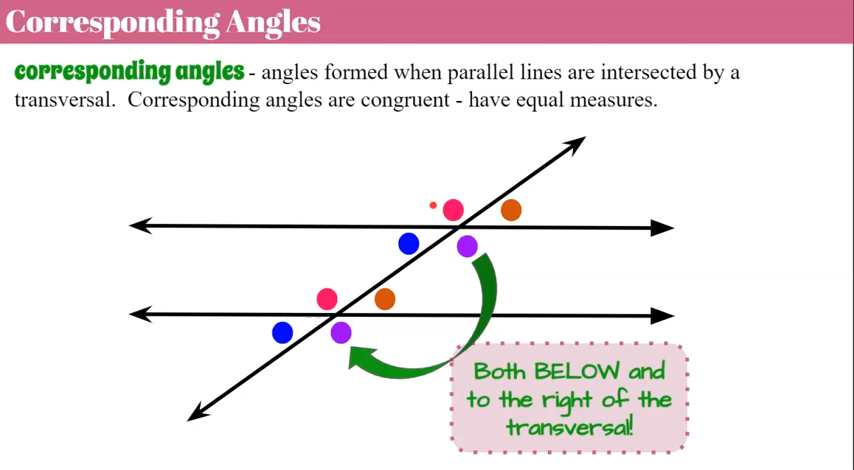 Corresponding Angles
corresponding angles - angles formed when parallel lines are intersected by a
transversal.  Corresponding angles are congruent - have equal measures.
Both BELOW and
to the right of the
transversal!